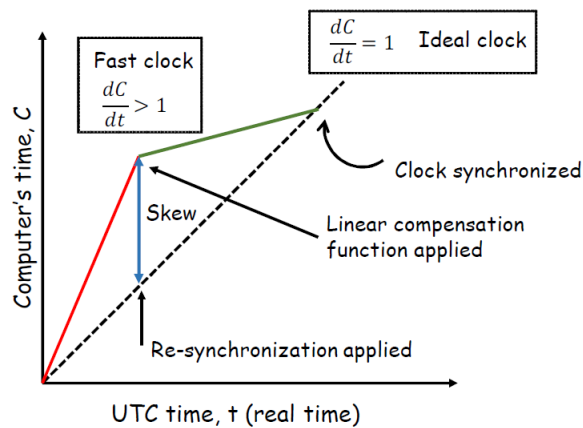 Fast clock
dC/dt > 1
dC/dt = 1 Ideal clock
Computer's time, C
Skew
Clock synchronized
Linear compensation
function applied
Re-synchronization applied
UTC time, t (real time)